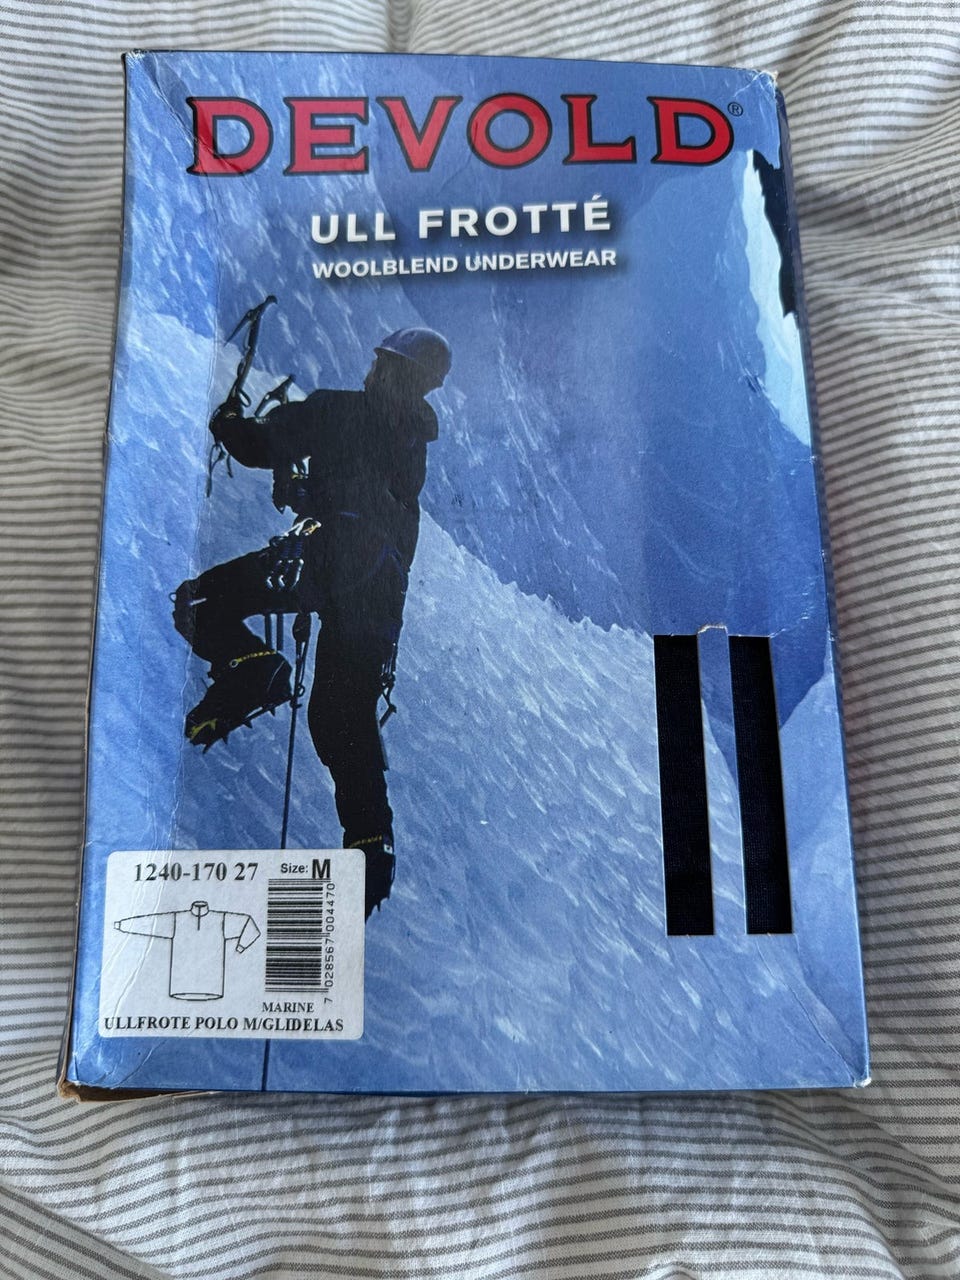 DEVOLD®
ULL FROTTÉ
WOOLBLEND UNDERWEAR
1240-170 27 Size: M
7 028567 004470
MARINE
ULLFROTE POLO M/GLIDELAS